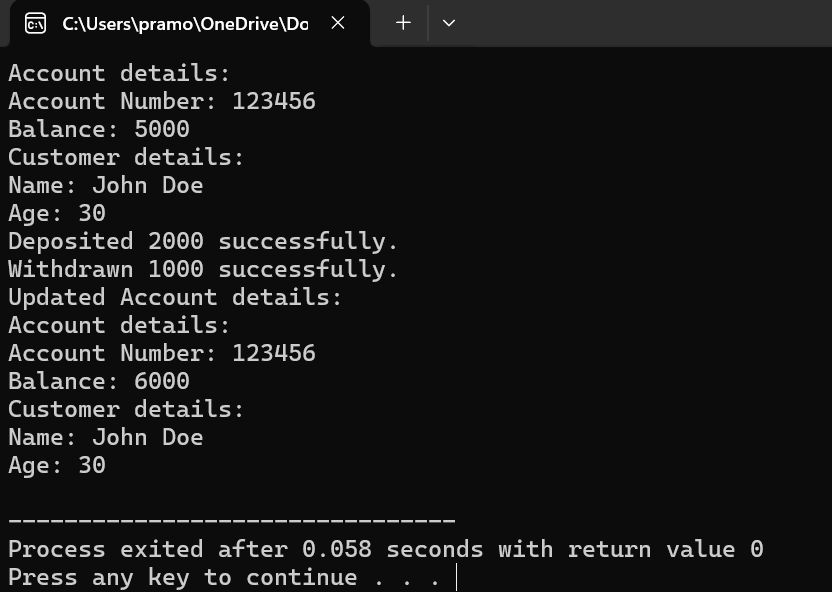 C:\Users\pramo\OneDrive\Do
Account details:
Account Number: 123456
Balance: 5000
Customer details:
Name: John Doe
Age: 30
Deposited 2000 successfully.
Withdrawn 1000 successfully.
Updated Account details:
Account details:
Account Number: 123456
Balance: 6000
Customer details:
Name: John Doe
Age: 30
--------------------------------
Process exited after 0.058 seconds with return value 0
Press any key to continue . . .